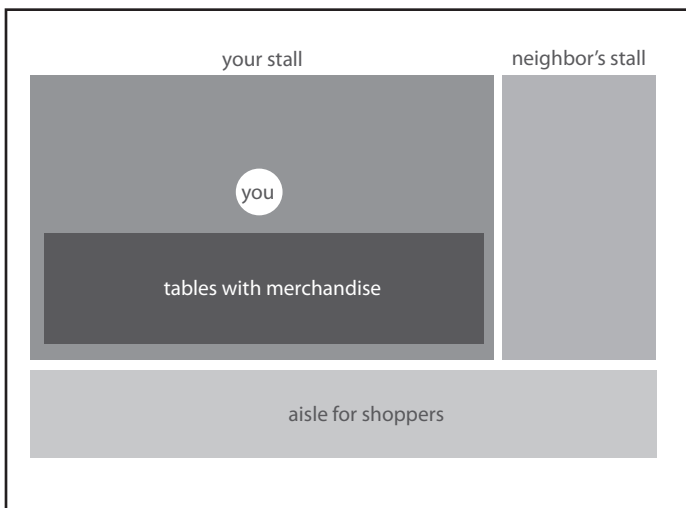 your stall
neighbor’s stall
you
tables with merchandise
aisle for shoppers